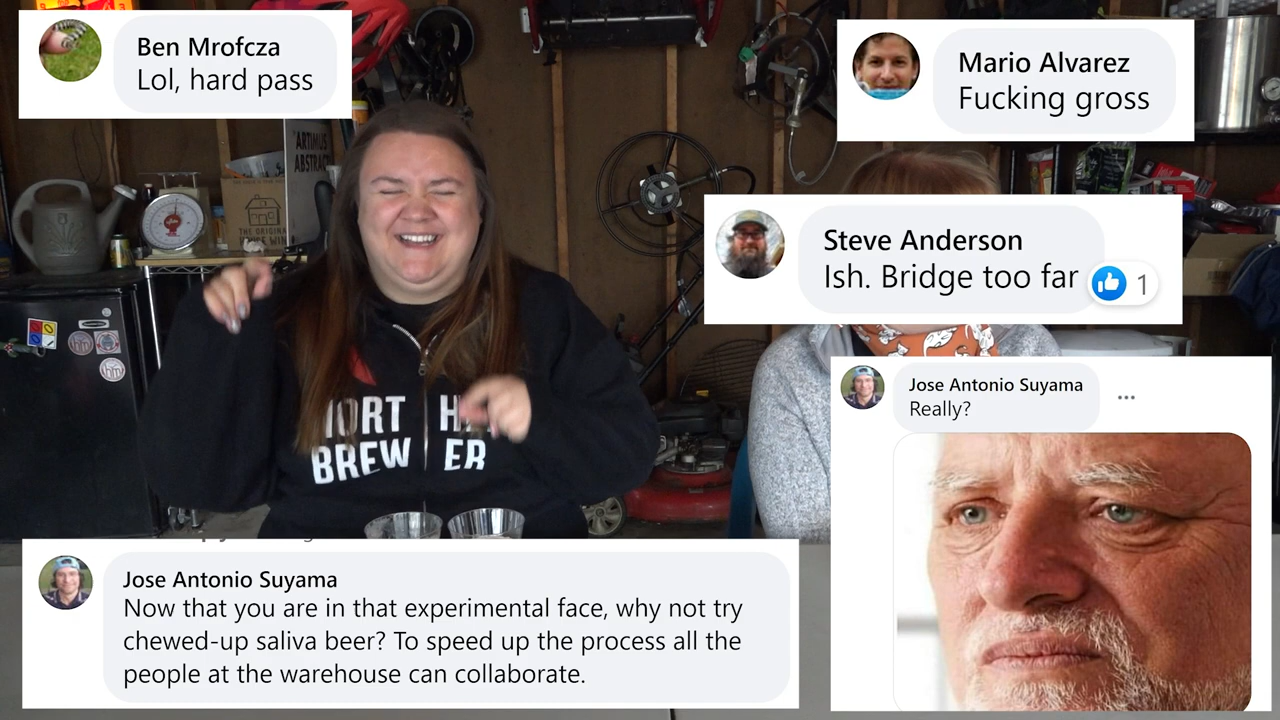 Ben Mrofcza
Lol, hard pass
Mario Alvarez
Fucking gross
Steve Anderson
Ish. Bridge too far
1
Jose Antonio Suyama
Really?
Jose Antonio Suyama
Now that you are in that experimental face, why not try
chewed-up saliva beer? To speed up the process all the
people at the warehouse can collaborate.
BREW ER
THE ORIGINAL